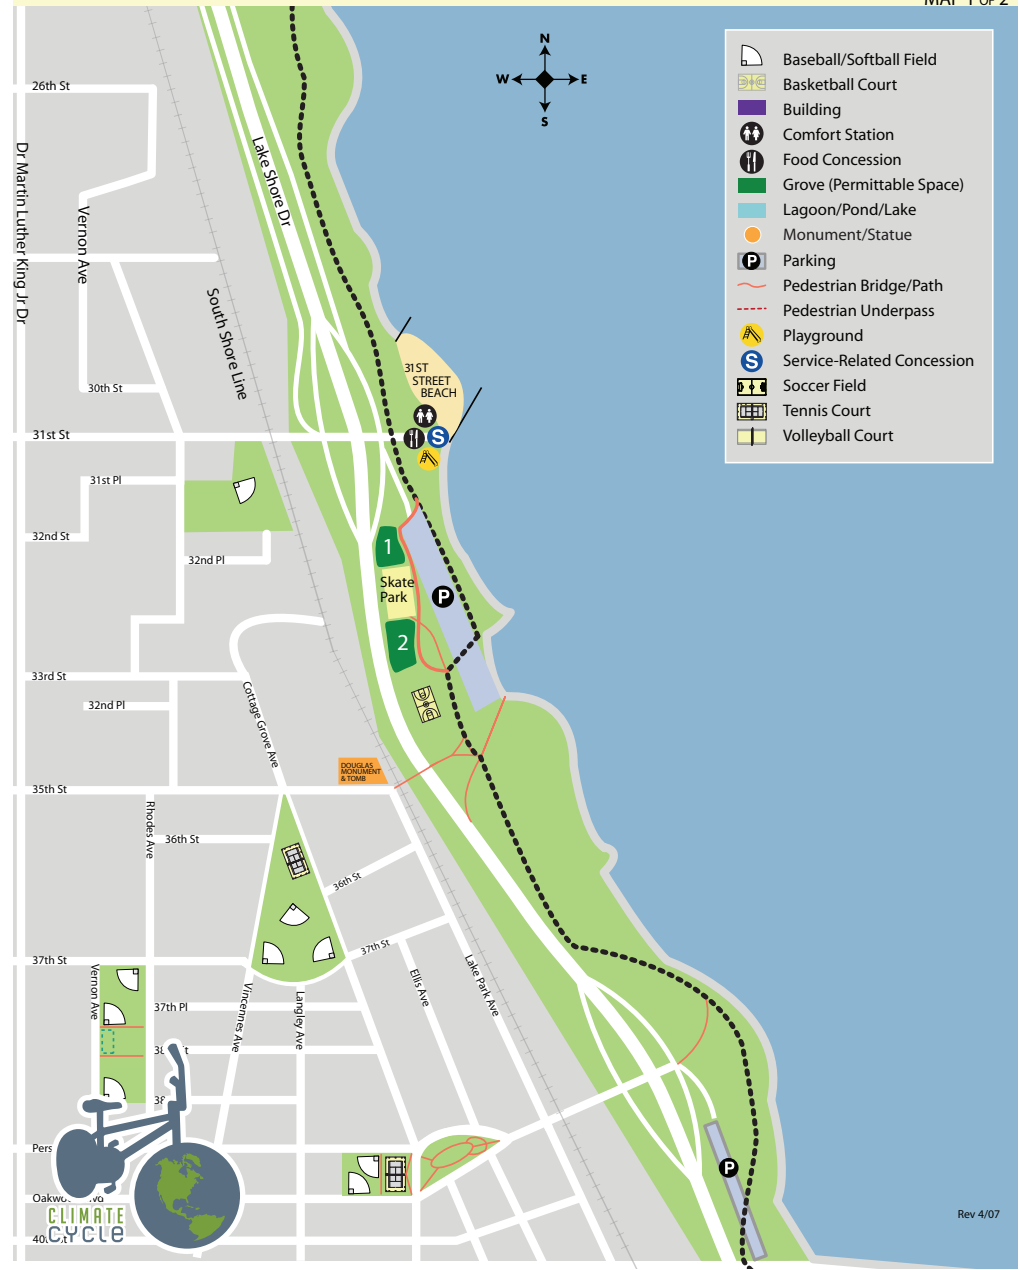 MAP 1 OF 2
N
W E
S
Baseball/Softball Field
Basketball Court
Building
Comfort Station
Food Concession
Grove (Permittable Space)
Lagoon/Pond/Lake
Monument/Statue
P Parking
Pedestrian Bridge/Path
Pedestrian Underpass
Playground
S Service-Related Concession
Soccer Field
Tennis Court
Volleyball Court
26th St
Dr Martin Luther King Jr Dr
Vernon Ave
Lake Shore Dr
South Shore Line
30th St
31ST
STREET
BEACH
31st St
S
31st Pl
32nd St
32nd Pl
1
Skate
Park
P
2
33rd St
32nd Pl
Cottage Grove Ave
DOUGLAS
MONUMENT
& TOMB
35th St
Rhodes Ave
36th St
36th St
37th St
37th St
Vernon Ave
Vincennes Ave
Langley Ave
Ellis Ave
Lake Park Ave
37th Pl
Rev 4/07
P
CLIMATE
CYCLE